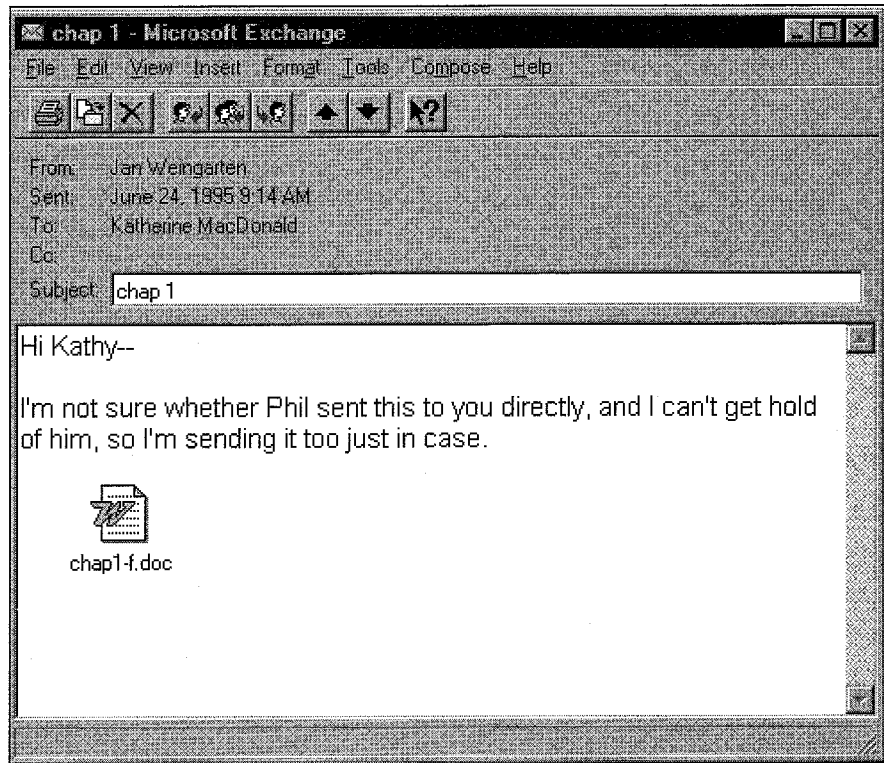 chap 1 - Microsoft Exchange
File Edit View Insert Format Tools Compose Help
From: Jan Weingarten
Sent: June 24, 1995 9:14 AM
To: Katherine MacDonald
Cc:
Subject: chap 1
Hi Kathy--
I'm not sure whether Phil sent this to you directly, and I can't get hold
of him, so I'm sending it too just in case.
chap1-f.doc